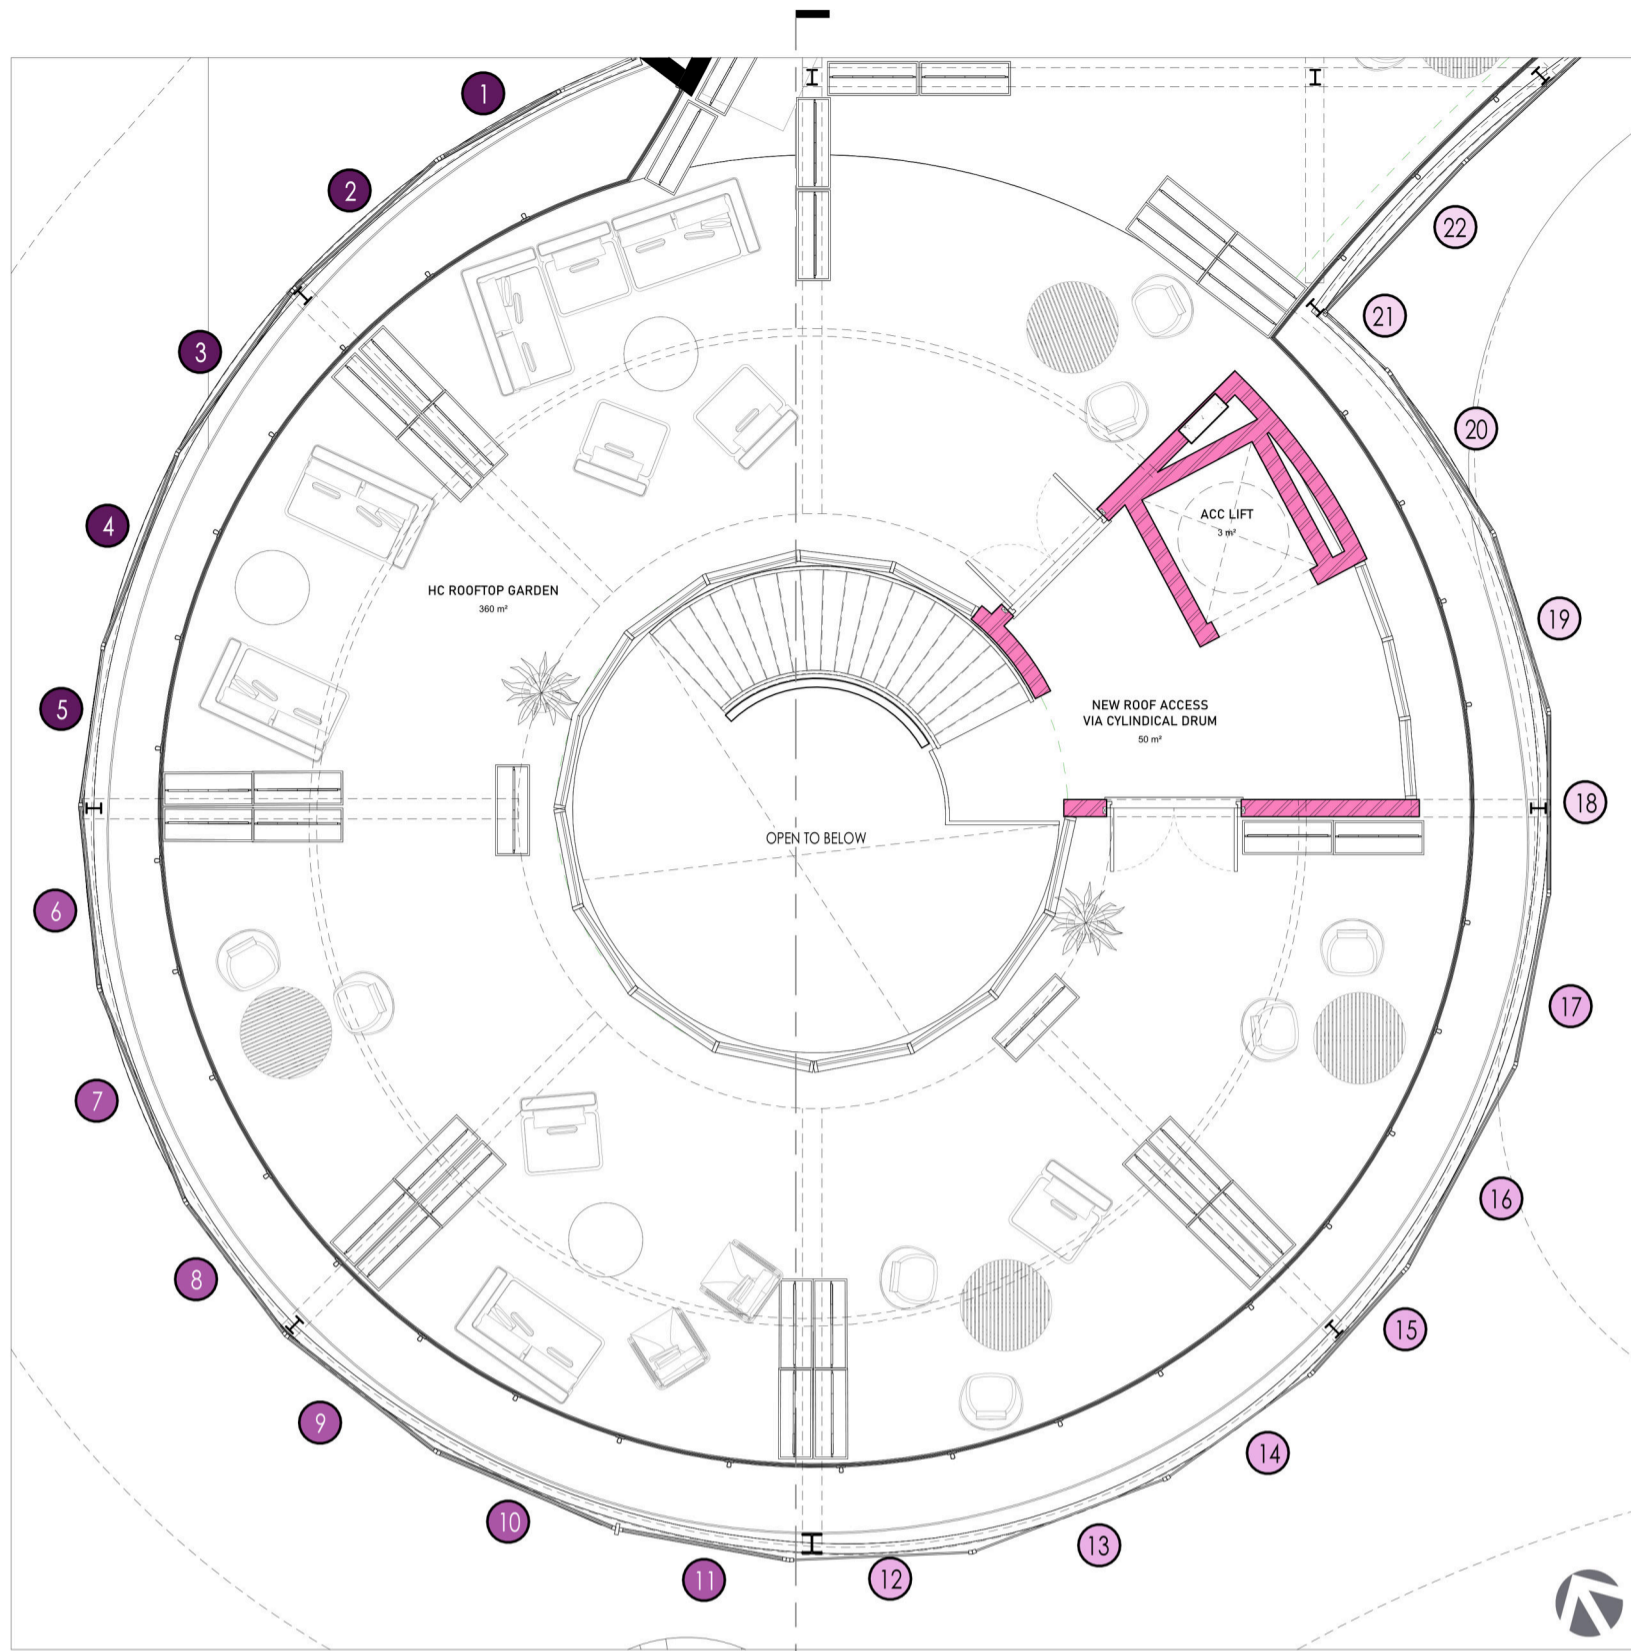 1
2
3
4
5
6
7
8
9
10
11
12
13
14
15
16
17
18
19
20
21
22
HC ROOFTOP GARDEN
360 m²
ACC LIFT
3 m²
NEW ROOF ACCESS
VIA CYLINDICAL DRUM
50 m²
OPEN TO BELOW